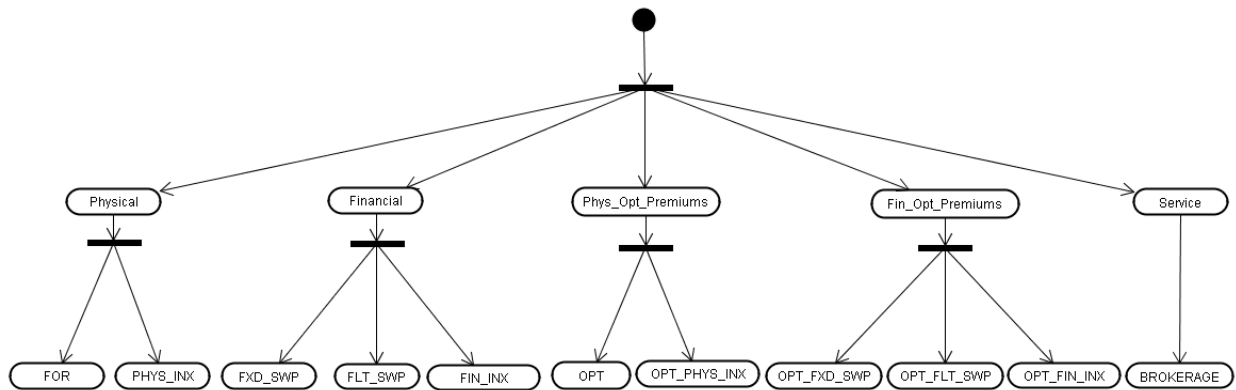 Physical
Financial
Phys_Opt_Premiums
Fin_Opt_Premiums
Service
FOR
PHYS_INX
FXD_SWP
FLT_SWP
FIN_INX
OPT
OPT_PHYS_INX
OPT_FXD_SWP
OPT_FLT_SWP
OPT_FIN_INX
BROKERAGE